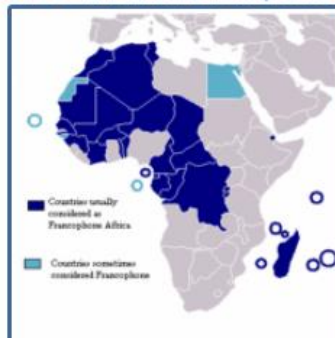 Countries usually
considered as
Francophone Africa
Countries sometimes
considered Francophone